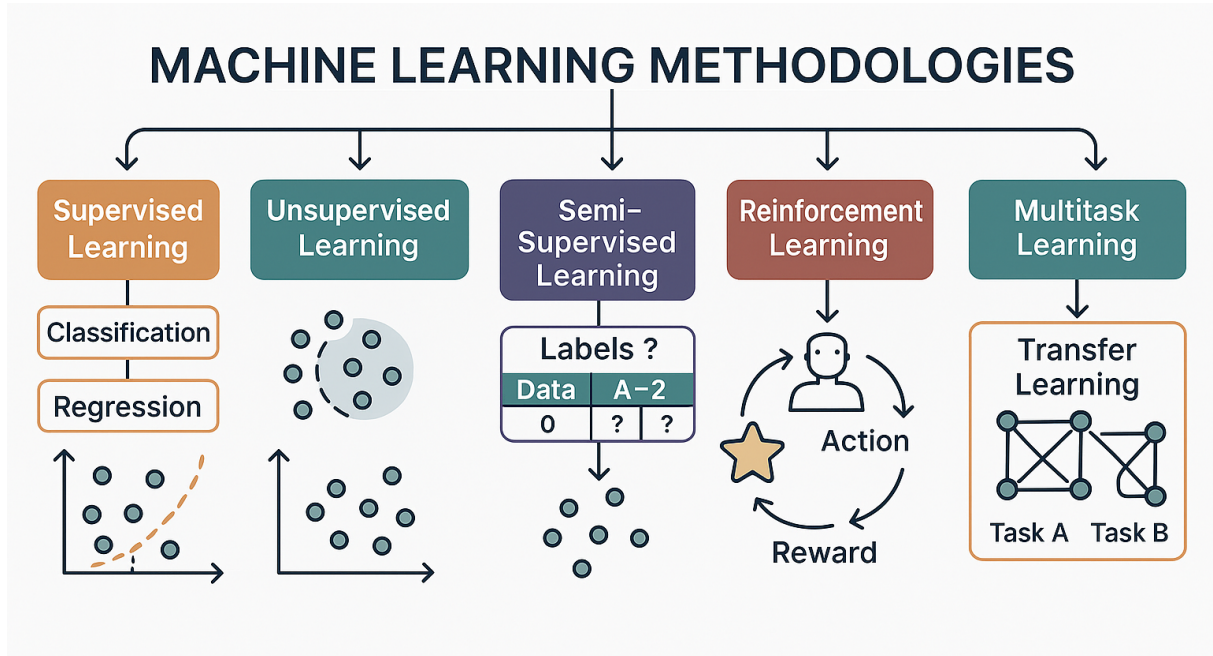 MACHINE LEARNING METHODOLOGIES
Supervised
Learning
Classification
Regression
Unsupervised
Learning
Semi–
Supervised
Learning
Labels ?
Data A–2
0 ? ?
Reinforcement
Learning
Action
Reward
Multitask
Learning
Transfer
Learning
Task A Task B